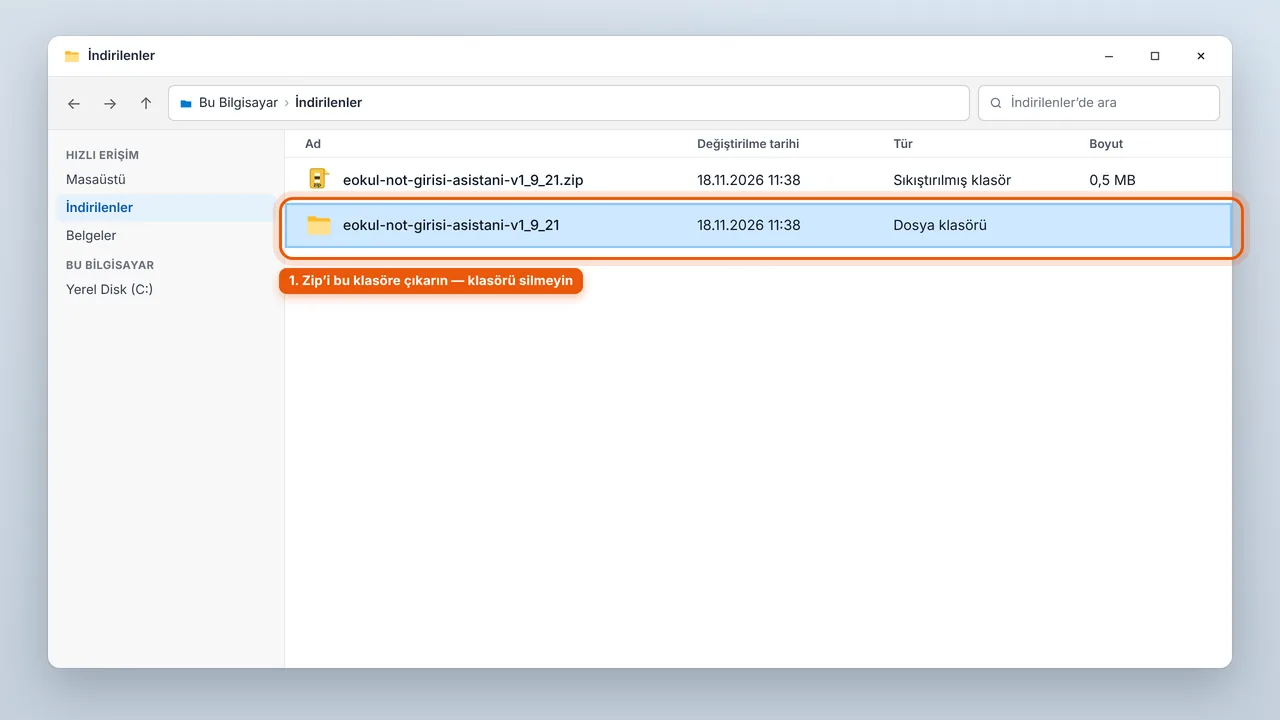 İndirilenler
Bu Bilgisayar › İndirilenler
İndirilenler’de ara
HIZLI ERİŞİM
Masaüstü
İndirilenler
Belgeler
BU BİLGİSAYAR
Yerel Disk (C:)
Ad Değiştirilme tarihi Tür Boyut
zip eokul-not-girisi-asistani-v1_9_21.zip 18.11.2026 11:38 Sıkıştırılmış klasör 0,5 MB
eokul-not-girisi-asistani-v1_9_21 18.11.2026 11:38 Dosya klasörü
1. Zip’i bu klasöre çıkarın — klasörü silmeyin